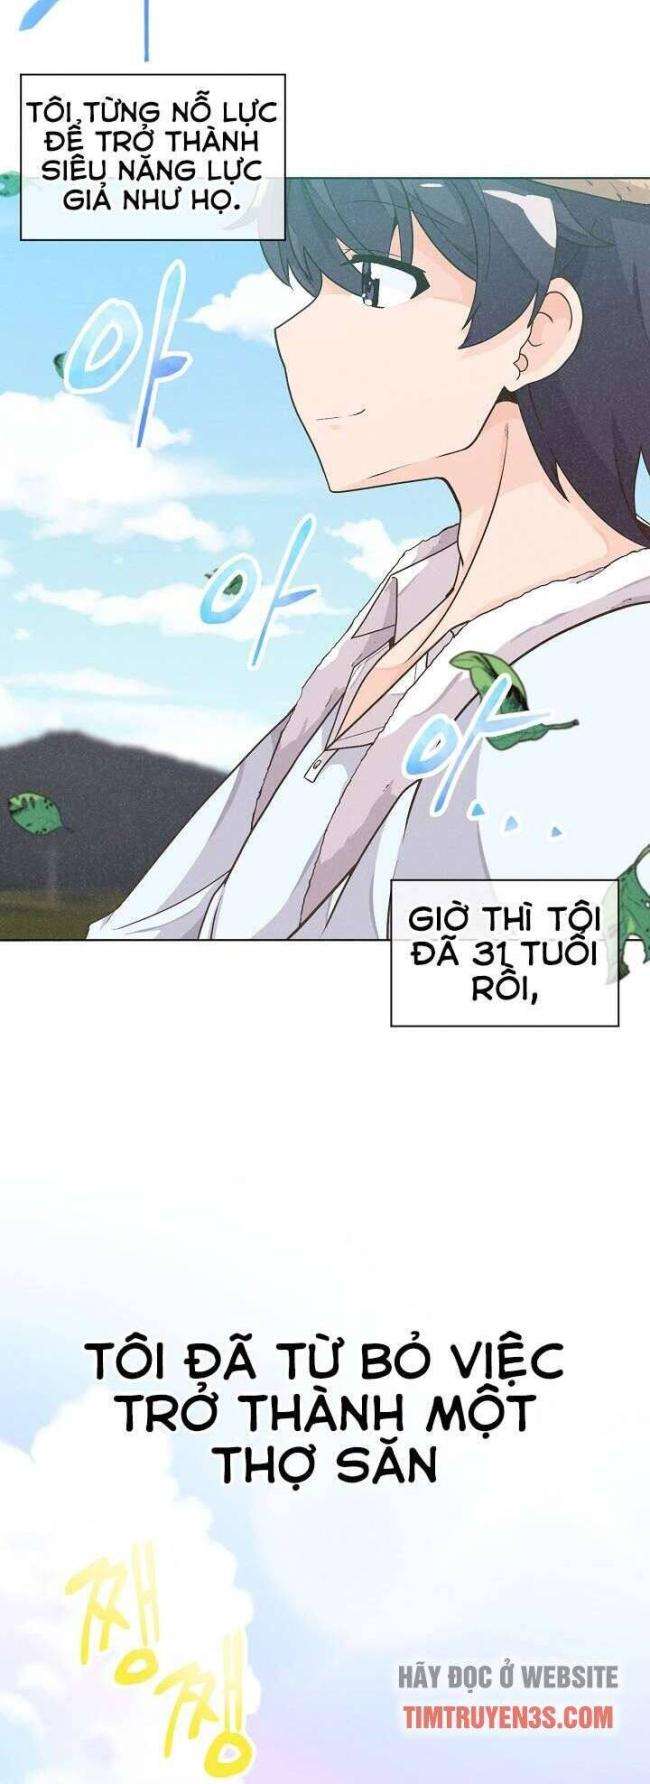 TÔI TỪNG NỖ LỰC
ĐỂ TRỞ THÀNH
SIÊU NĂNG LỰC
GIẢ NHƯ HỌ.
아
아
아...
GIỜ THÌ TÔI
ĐÃ 31 TUỔI
RỒI,
TÔI ĐÃ TỪ BỎ VIỆC
TRỞ THÀNH MỘT
THỢ SĂN
쨍
쨍
HÃY ĐỌC Ở WEBSITE
TIMTRUYEN3S.COM